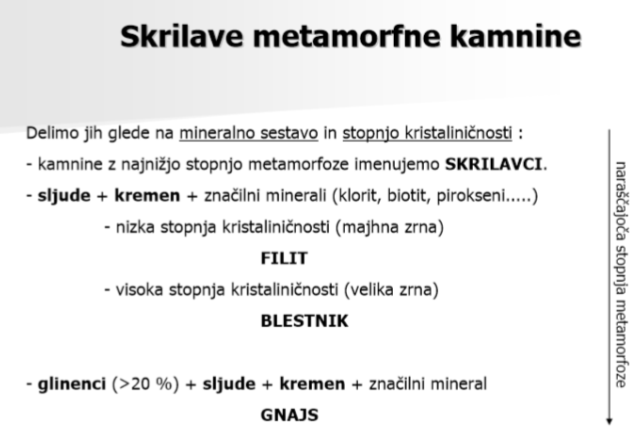 Skrilave metamorfne kamnine
Delimo jih glede na mineralno sestavo in stopnjo kristaliničnosti :
- kamnine z najnižjo stopnjo metamorfoze imenujemo SKRILAVCI.
- sljude + kremen + značilni minerali (klorit, biotit, pirokseni.....)
- nizka stopnja kristaliničnosti (majhna zrna)
FILIT
- visoka stopnja kristaliničnosti (velika zrna)
BLESTNIK
- glinenci (>20 %) + sljude + kremen + značilni mineral
GNAJS
naraščajoča stopnja metamorfoze